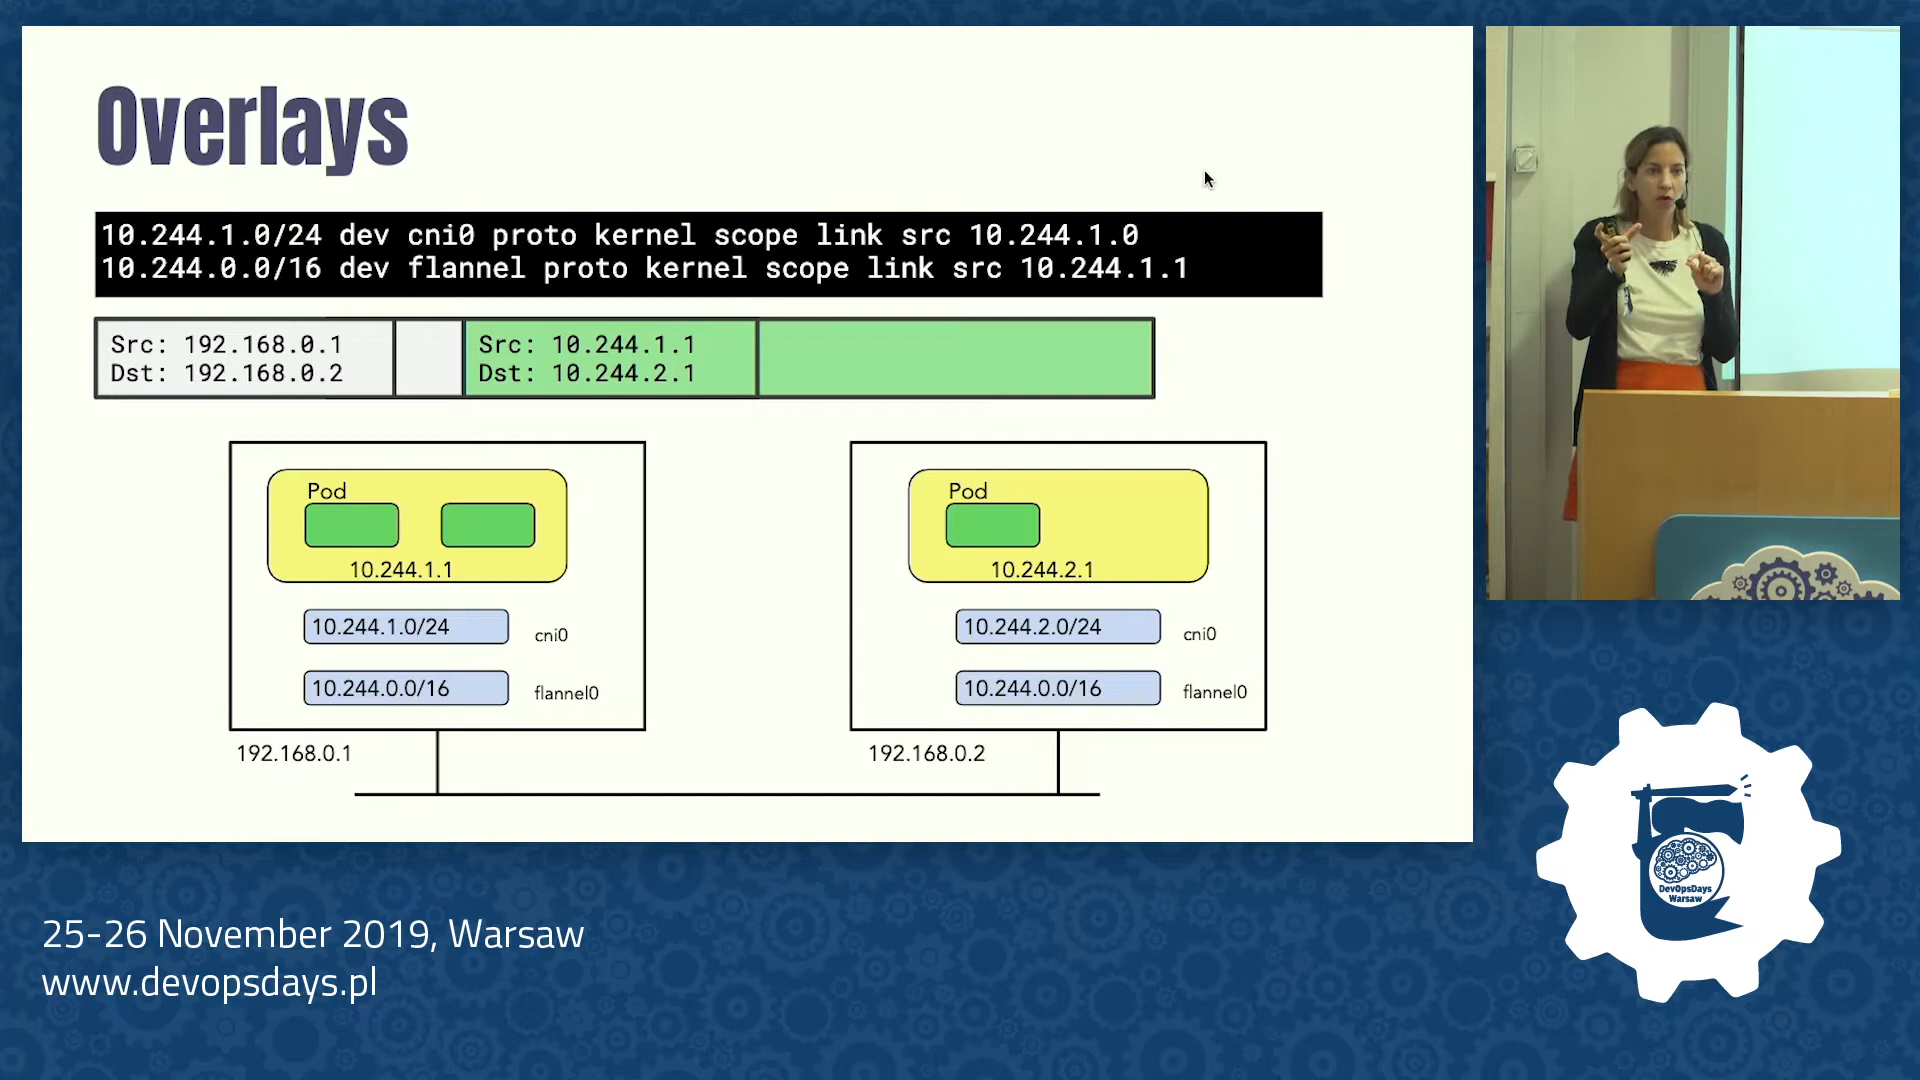 Overlays
10.244.1.0/24 dev cni0 proto kernel scope link src 10.244.1.0
10.244.0.0/16 dev flannel proto kernel scope link src 10.244.1.1
Src: 192.168.0.1
Dst: 192.168.0.2
Src: 10.244.1.1
Dst: 10.244.2.1
Pod
10.244.1.1
10.244.1.0/24
cni0
10.244.0.0/16
flannel0
192.168.0.1
Pod
10.244.2.1
10.244.2.0/24
cni0
10.244.0.0/16
flannel0
192.168.0.2
DevOpsDays
Warsaw
25-26 November 2019, Warsaw
www.devopsdays.pl